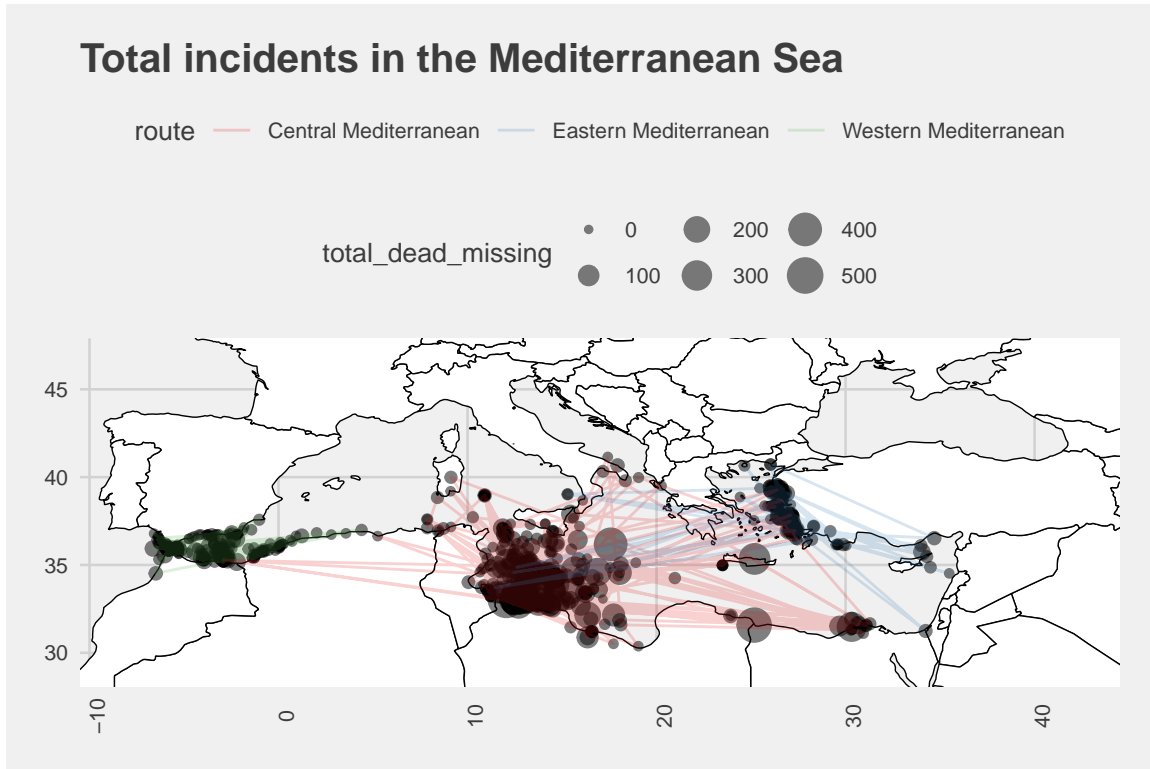 Total incidents in the Mediterranean Sea
route Central Mediterranean Eastern Mediterranean Western Mediterranean
total_dead_missing
0 200 400
100 300 500
45
40
35
30
−10 0 10 20 30 40